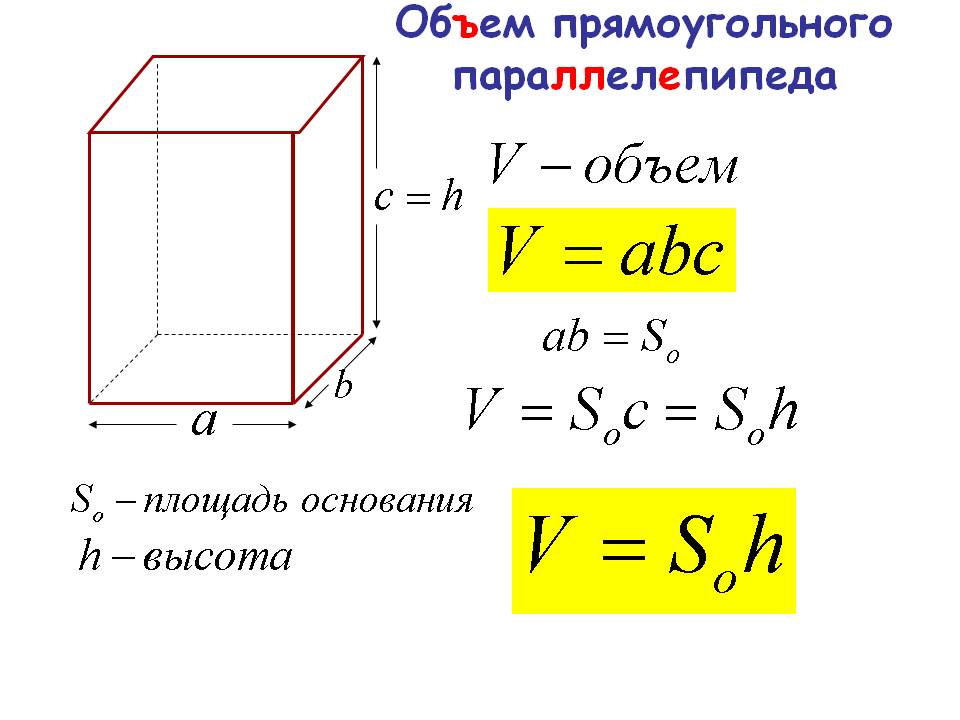 Объем прямоугольного
параллелепипеда
V – объем
c = h
V = abc
ab = Sₒ
b
V = Sₒc = Sₒh
a
Sₒ – площадь основания
h – высота
V = Sₒh